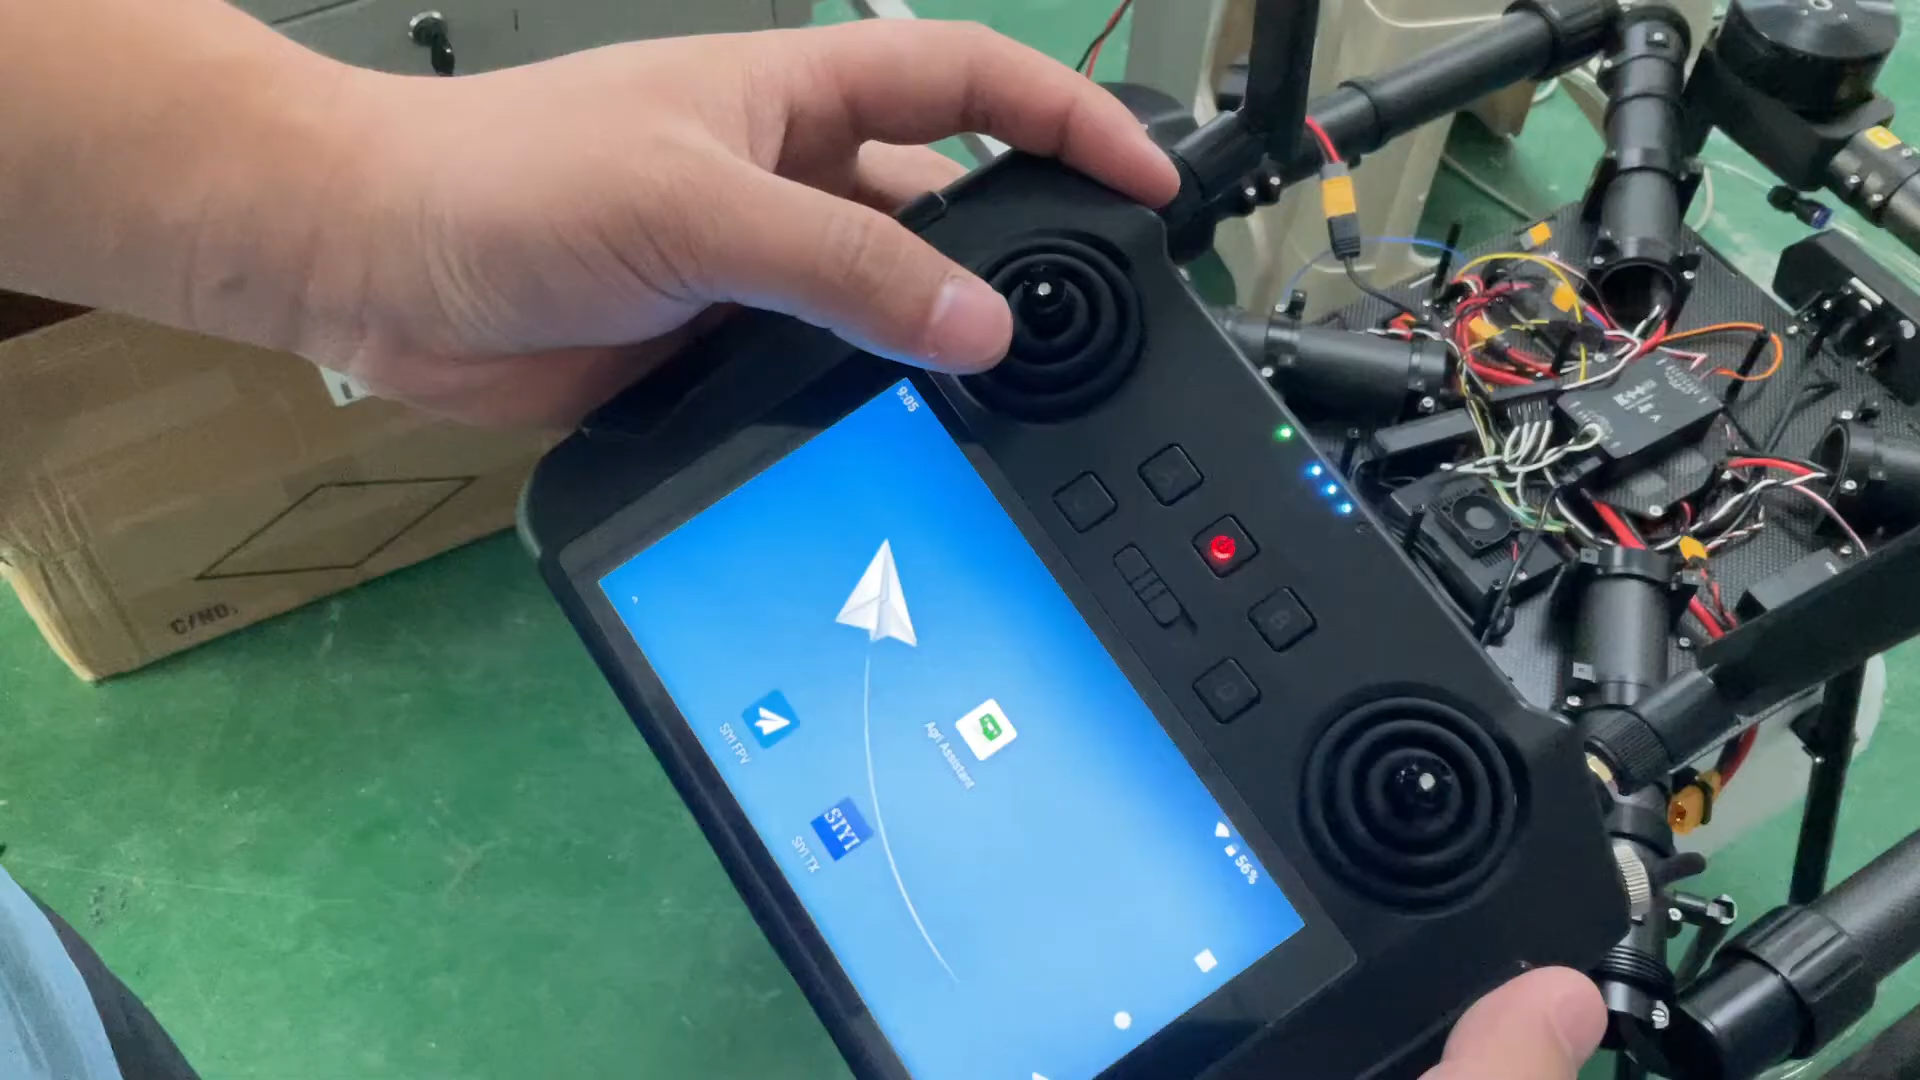 9:05
SIYI FPV
Agri Assistant
SIYI
SIYI TX
56%
C/NO.